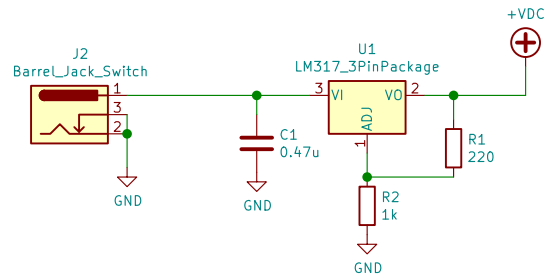 +VDC
J2
Barrel_Jack_Switch
1
3
2
U1
LM317_3PinPackage
3 VI VO 2
ADJ
1
C1
0.47u
R1
220
R2
1k
GND
GND
GND